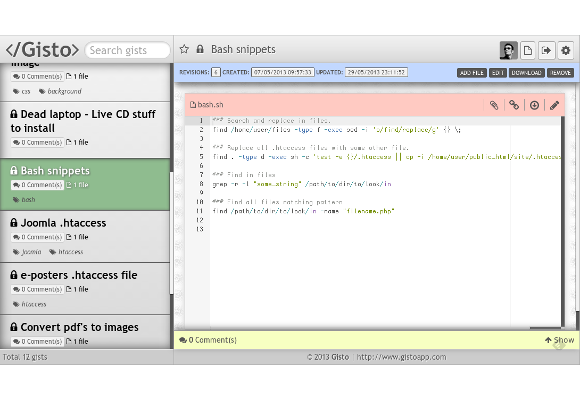 </Gisto>
Search gists
image
0 Comment(s) 1 file
css background
Dead laptop - Live CD stuff
to install
0 Comment(s)
Bash snippets
0 Comment(s) 1 file
bash
Joomla .htaccess
0 Comment(s) 1 file
Joomla htaccess
e-posters .htaccess file
0 Comment(s) 1 file
htaccess
Convert pdf's to images
0 Comment(s) 1 file
Total 12 gists
Bash snippets
REVISIONS: 6 CREATED: 07/05/2013 09:57:33 UPDATED: 29/05/2013 23:11:52
ADD FILE EDIT DOWNLOAD REMOVE
bash.sh
1 ### Search and replace in files.
2 find /home/user/files -type f -exec sed -i 's/find/replace/g' {} \;
3
4 ### Replace all .htaccess files with some other file.
5 find . -type d -exec sh -c 'test -e {}/.htaccess || cp -i /home/user/public_html/site/.htaccess
6
7 ### Find in files
8 grep -r -l "some string" /path/to/dir/to/look/in
9
10 ### Find all files matching pattern
11 find /path/to/dir/to/look/in -name
12
13
0 Comment(s)
Show
© 2013 Gisto http://www.gistoapp.com